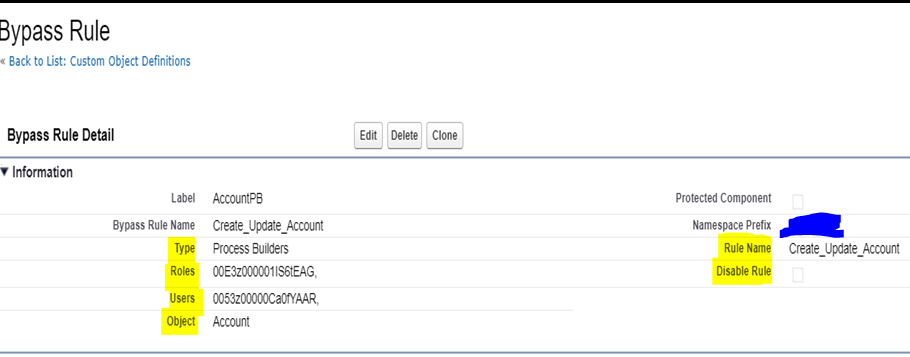 Bypass Rule
« Back to List: Custom Object Definitions
Bypass Rule Detail Edit Delete Clone
▼ Information
Label AccountPB Protected Component
Bypass Rule Name Create_Update_Account Namespace Prefix
Type Process Builders Rule Name Create_Update_Account
Roles 00E3z000001IS6tEAG, Disable Rule
Users 0053z00000Ca0fYAAR,
Object Account